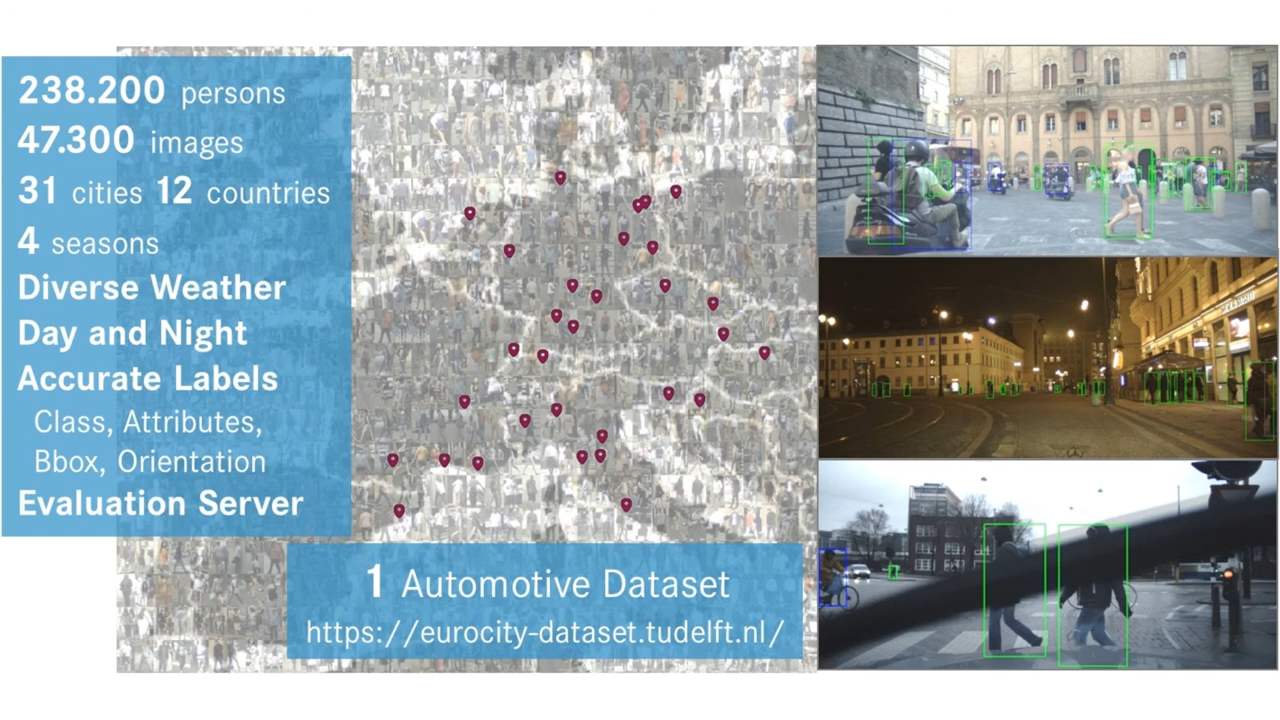 238.200 persons
47.300 images
31 cities 12 countries
4 seasons
Diverse Weather
Day and Night
Accurate Labels
Class, Attributes,
Bbox, Orientation
Evaluation Server
1 Automotive Dataset
https://eurocity-dataset.tudelft.nl/